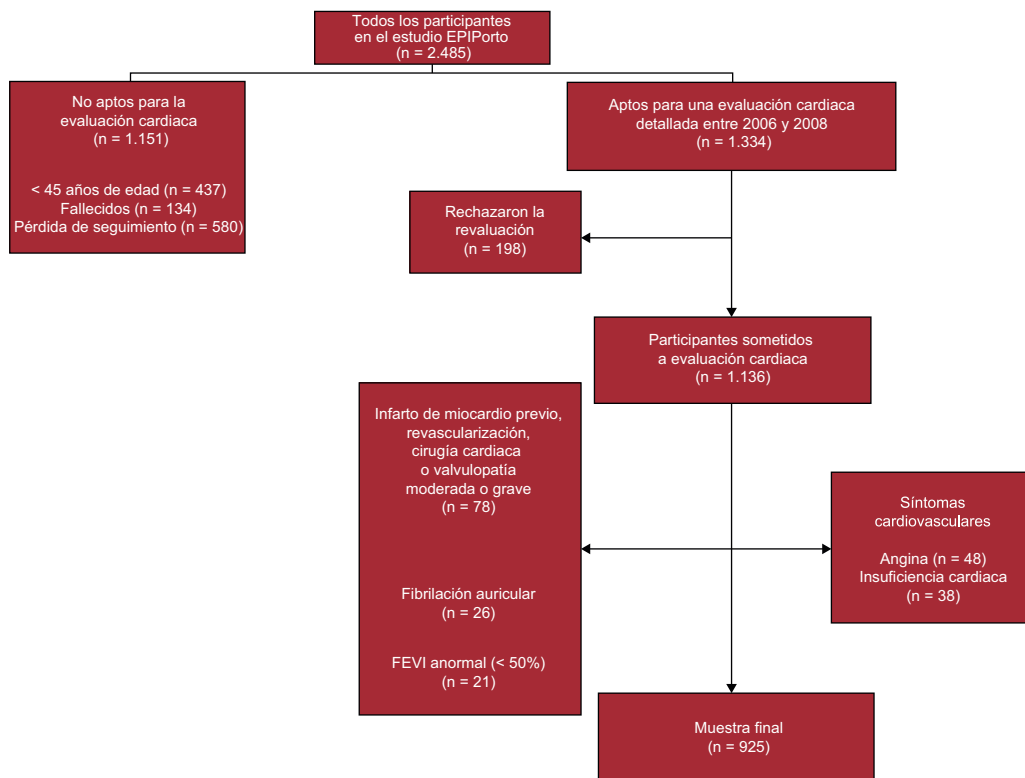 Todos los participantes
en el estudio EPIPorto
(n = 2.485)
No aptos para la
evaluación cardiaca
(n = 1.151)
< 45 años de edad (n = 437)
Fallecidos (n = 134)
Pérdida de seguimiento (n = 580)
Aptos para una evaluación cardiaca
detallada entre 2006 y 2008
(n = 1.334)
Rechazaron la
revaluación
(n = 198)
Participantes sometidos
a evaluación cardiaca
(n = 1.136)
Infarto de miocardio previo,
revascularización,
cirugía cardiaca
o valvulopatía
moderada o grave
(n = 78)
Fibrilación auricular
(n = 26)
FEVI anormal (< 50%)
(n = 21)
Síntomas
cardiovasculares
Angina (n = 48)
Insuficiencia cardiaca
(n = 38)
Muestra final
(n = 925)